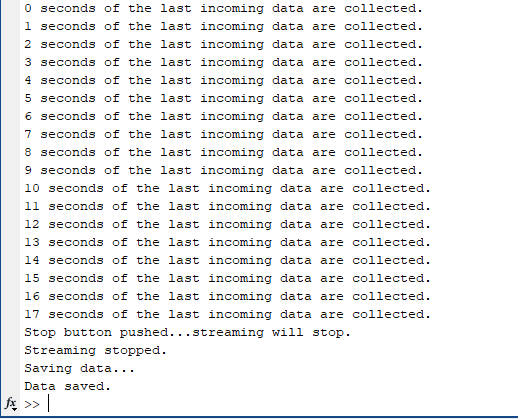 0 seconds of the last incoming data are collected.
1 seconds of the last incoming data are collected.
2 seconds of the last incoming data are collected.
3 seconds of the last incoming data are collected.
4 seconds of the last incoming data are collected.
5 seconds of the last incoming data are collected.
6 seconds of the last incoming data are collected.
7 seconds of the last incoming data are collected.
8 seconds of the last incoming data are collected.
9 seconds of the last incoming data are collected.
10 seconds of the last incoming data are collected.
11 seconds of the last incoming data are collected.
12 seconds of the last incoming data are collected.
13 seconds of the last incoming data are collected.
14 seconds of the last incoming data are collected.
15 seconds of the last incoming data are collected.
16 seconds of the last incoming data are collected.
17 seconds of the last incoming data are collected.
Stop button pushed...streaming will stop.
Streaming stopped.
Saving data...
Data saved.
fx >>